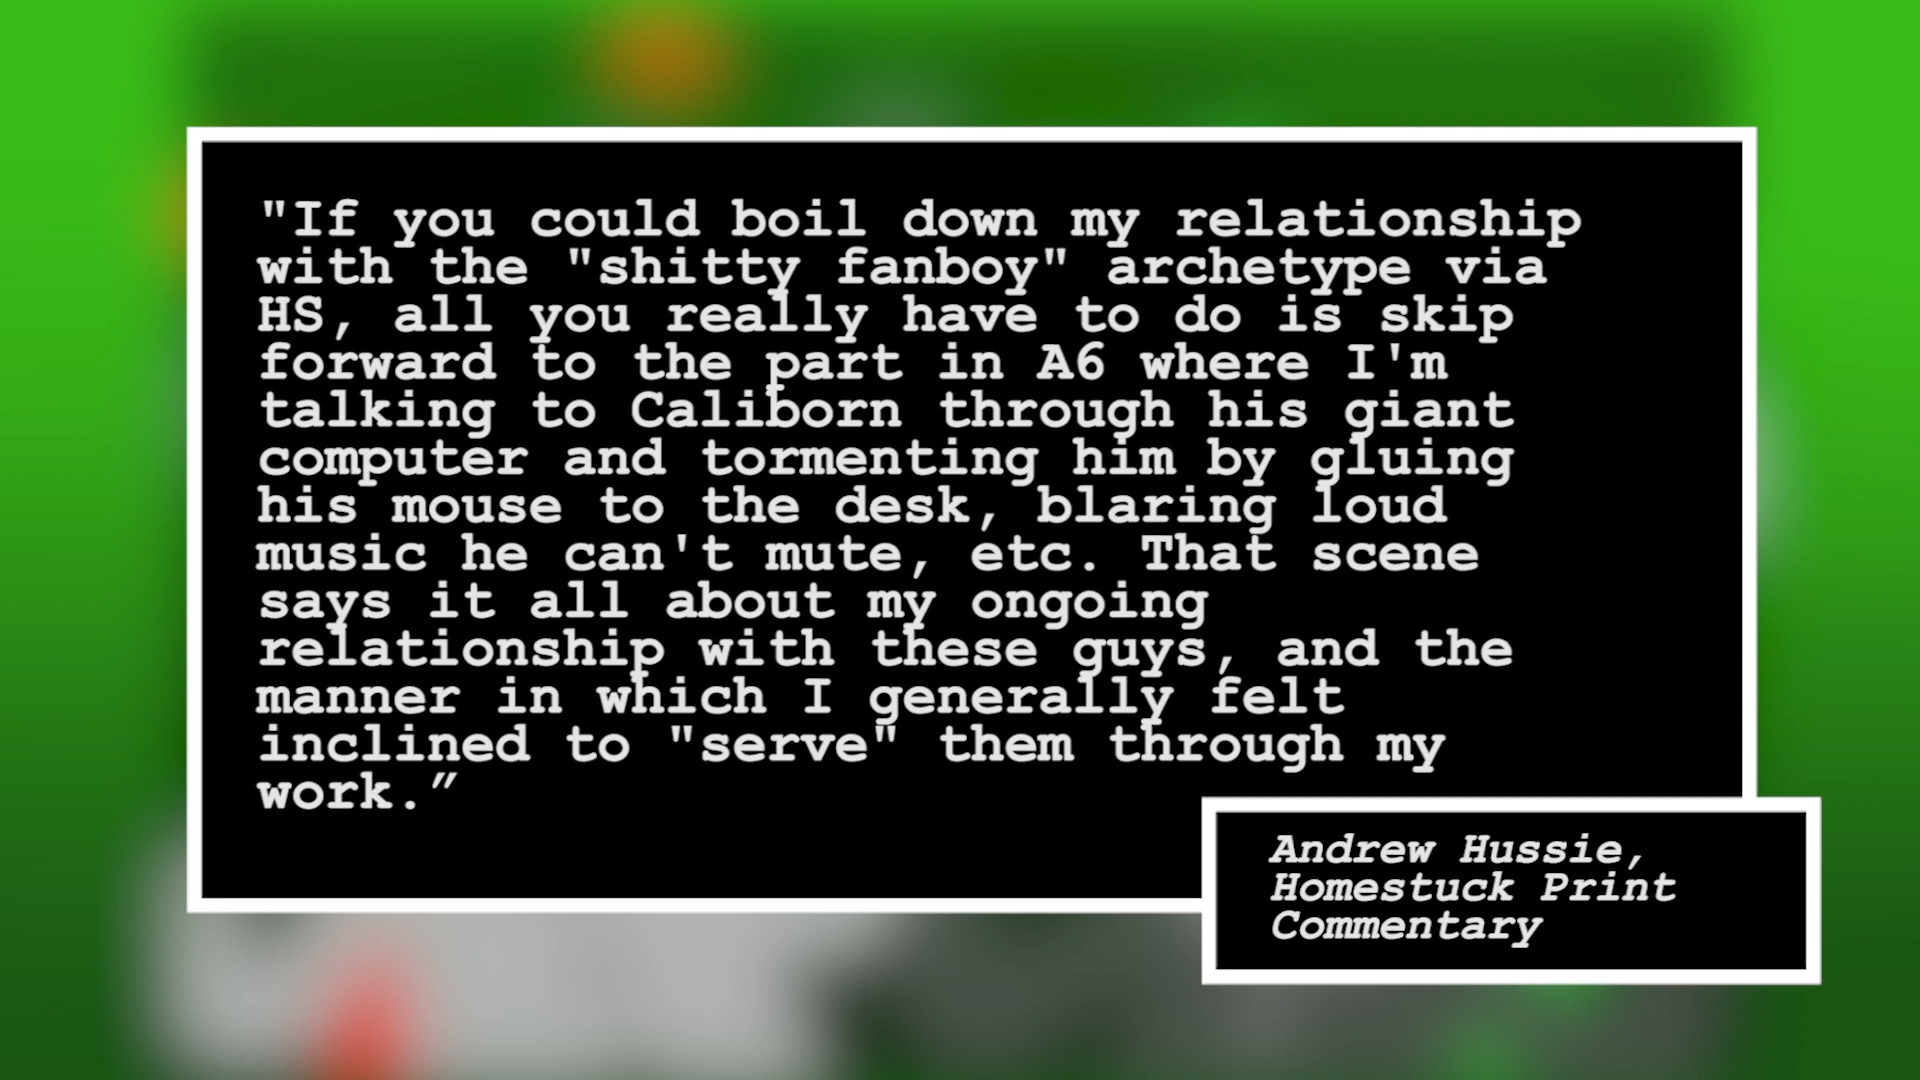 "If you could boil down my relationship
with the "shitty fanboy" archetype via
HS, all you really have to do is skip
forward to the part in A6 where I'm
talking to Caliborn through his giant
computer and tormenting him by gluing
his mouse to the desk, blaring loud
music he can't mute, etc. That scene
says it all about my ongoing
relationship with these guys, and the
manner in which I generally felt
inclined to "serve" them through my
work.”
Andrew Hussie,
Homestuck Print
Commentary